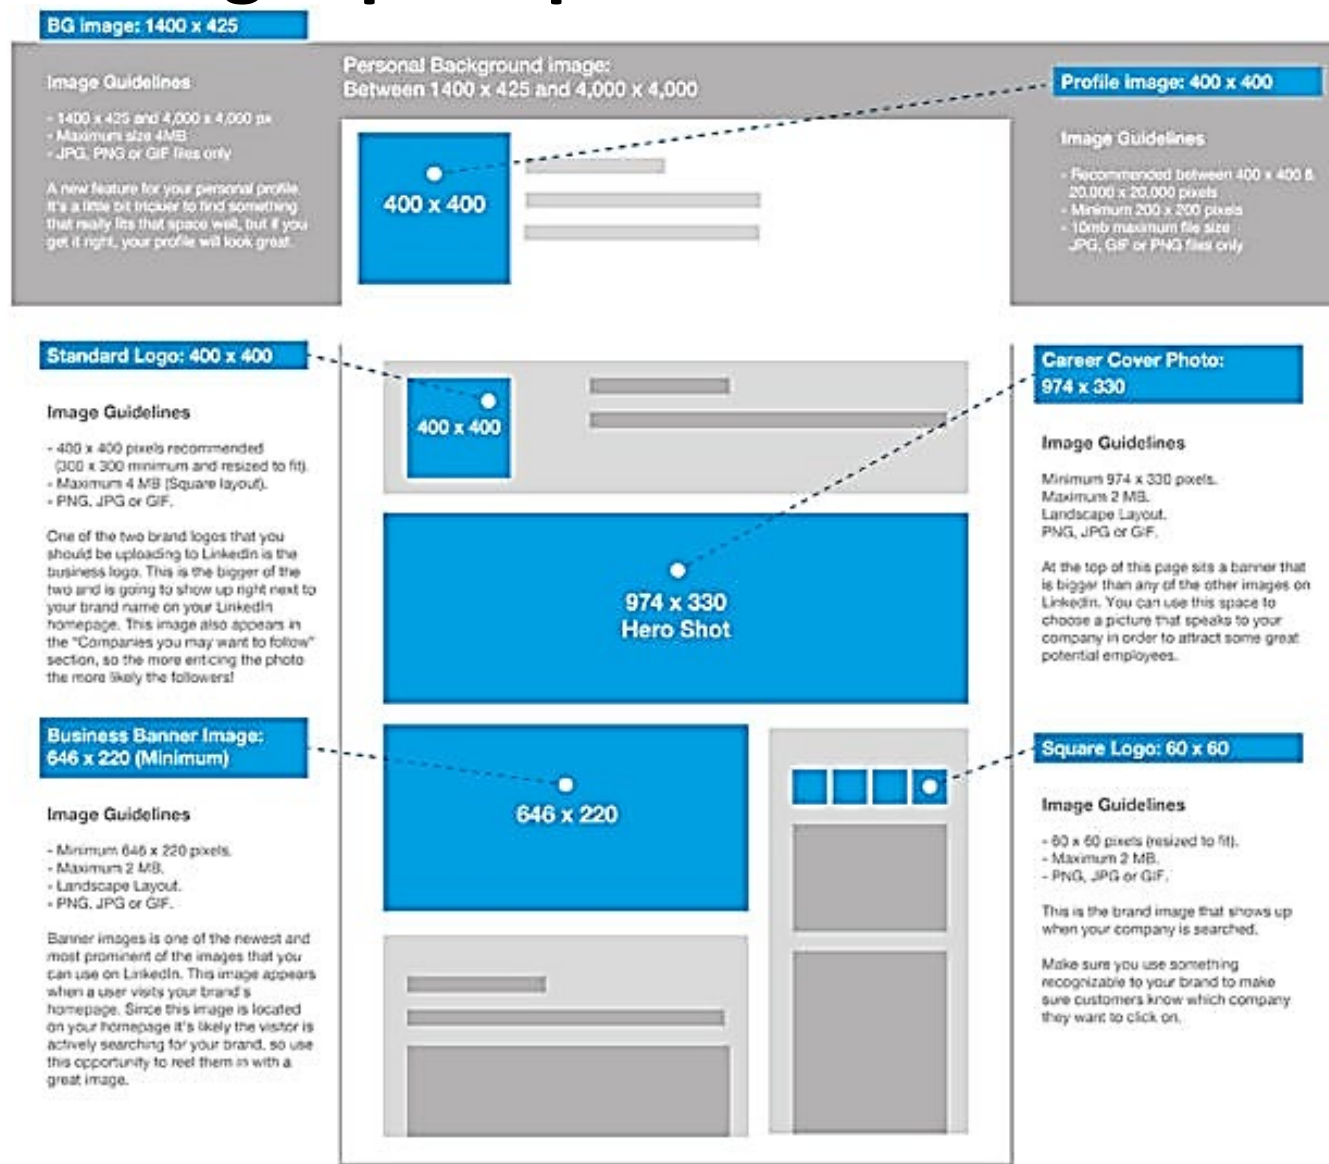 BG image: 1400 x 425
Image Guidelines
- 1400 x 425 and 4,000 x 4,000 px
- Maximum size 4MB
- JPG, PNG or GIF files only
A new feature for your personal profile.
It's a little bit trickier to find something
that really fits that space well, but if you
get it right, your profile will look great.
Personal Background image:
Between 1400 x 425 and 4,000 x 4,000
Profile image: 400 x 400
Image Guidelines
- Recommended between 400 x 400 &
20,000 x 20,000 pixels
- Minimum 200 x 200 pixels
- 10mb maximum file size
JPG, GIF or PNG files only
400 x 400
Standard Logo: 400 x 400
Image Guidelines
- 400 x 400 pixels recommended
(300 x 300 minimum and resized to fit).
- Maximum 4 MB (Square layout).
- PNG, JPG or GIF.
One of the two brand logos that you
should be uploading to LinkedIn is the
business logo. This is the bigger of the
two and is going to show up right next to
your brand name on your LinkedIn
homepage. This image also appears in
the "Companies you may want to follow"
section, so the more enticing the photo
the more likely the followers!
400 x 400
Career Cover Photo:
974 x 330
Image Guidelines
Minimum 974 x 330 pixels.
Maximum 2 MB.
Landscape Layout.
PNG, JPG or GIF.
At the top of this page sits a banner that
is bigger than any of the other images on
LinkedIn. You can use this space to
choose a picture that speaks to your
company in order to attract some great
potential employees.
974 x 330
Hero Shot
Business Banner Image:
646 x 220 (Minimum)
Image Guidelines
- Minimum 646 x 220 pixels.
- Maximum 2 MB.
- Landscape Layout.
- PNG, JPG or GIF.
Banner images is one of the newest and
most prominent of the images that you
can use on LinkedIn. This image appears
when a user visits your brand's
homepage. Since this image is located
on your homepage it's likely the visitor is
actively searching for your brand, so use
this opportunity to reel them in with a
great image.
646 x 220
Square Logo: 60 x 60
Image Guidelines
- 60 x 60 pixels (resized to fit).
- Maximum 2 MB.
- PNG, JPG or GIF.
This is the brand image that shows up
when your company is searched.
Make sure you use something
recognizable to your brand to make
sure customers know which company
they want to click on.